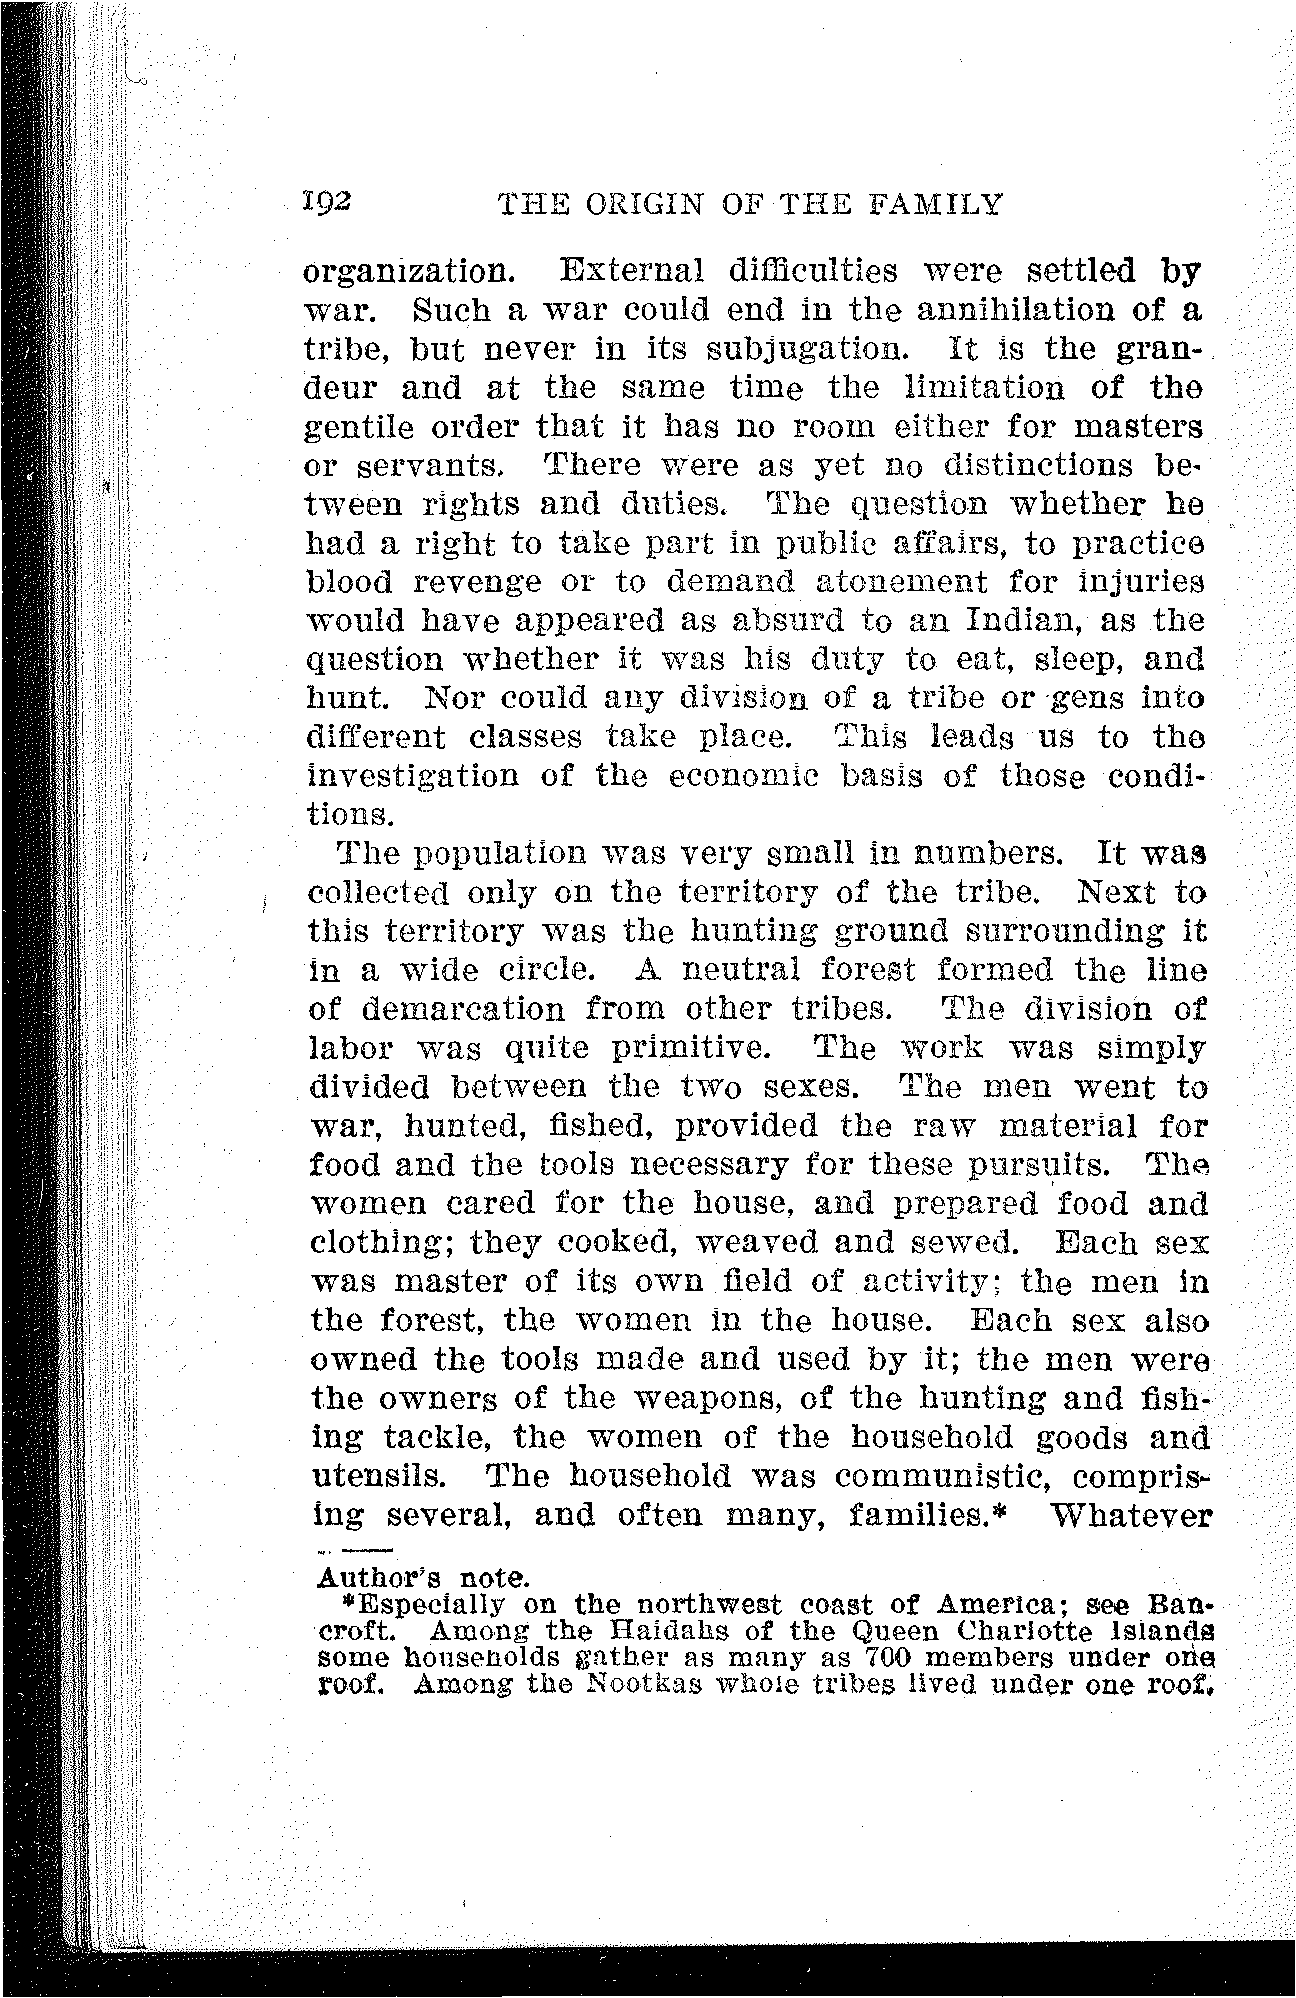 192 THE ORIGIN OF THE FAMILY
organization. External difficulties were settled by
war. Such a war could end in the annihilation of a
tribe, but never in its subjugation. It is the gran-
deur and at the same time the limitation of the
gentile order that it has no room either for masters
or servants. There were as yet no distinctions be-
tween rights and duties. The question whether he
had a right to take part in public affairs, to practice
blood revenge or to demand atonement for injuries
would have appeared as absurd to an Indian, as the
question whether it was his duty to eat, sleep, and
hunt. Nor could any division of a tribe or gens into
different classes take place. This leads us to the
investigation of the economic basis of those condi-
tions.
The population was very small in numbers. It was
collected only on the territory of the tribe. Next to
this territory was the hunting ground surrounding it
in a wide circle. A neutral forest formed the line
of demarcation from other tribes. The division of
labor was quite primitive. The work was simply
divided between the two sexes. The men went to
war, hunted, fished, provided the raw material for
food and the tools necessary for these pursuits. The
women cared for the house, and prepared food and
clothing; they cooked, weaved and sewed. Each sex
was master of its own field of activity; the men in
the forest, the women in the house. Each sex also
owned the tools made and used by it; the men were
the owners of the weapons, of the hunting and fish-
ing tackle, the women of the household goods and
utensils. The household was communistic, compris-
ing several, and often many, families.* Whatever
Author's note.
*Especially on the northwest coast of America; see Ban-
croft. Among the Haidahs of the Queen Charlotte Islands
some households gather as many as 700 members under one
roof. Among the Nootkas whole tribes lived under one roof.